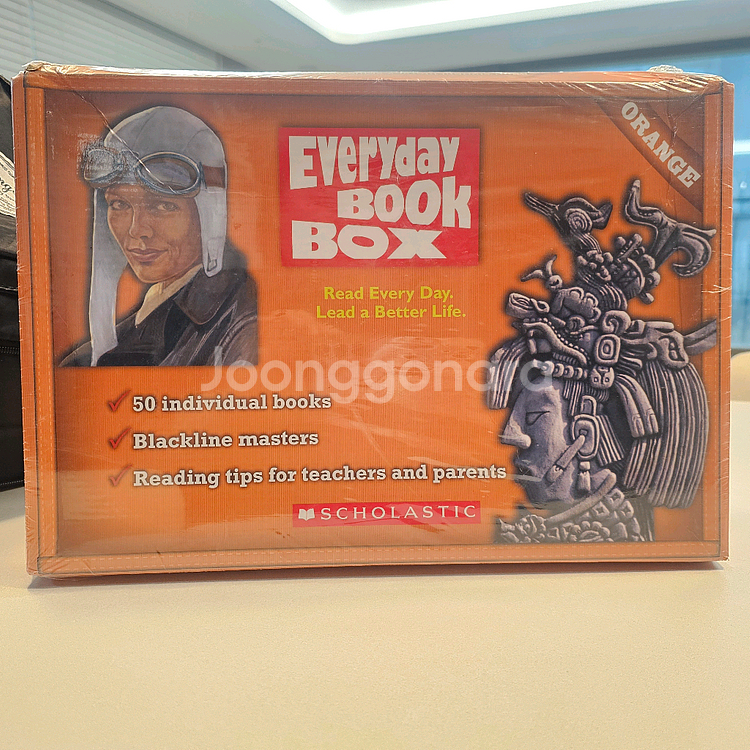 Everyday
BOOK
BOX
ORANGE
Read Every Day.
Lead a Better Life.
Joonggonara
50 individual books
Blackline masters
Reading tips for teachers and parents
SCHOLASTIC